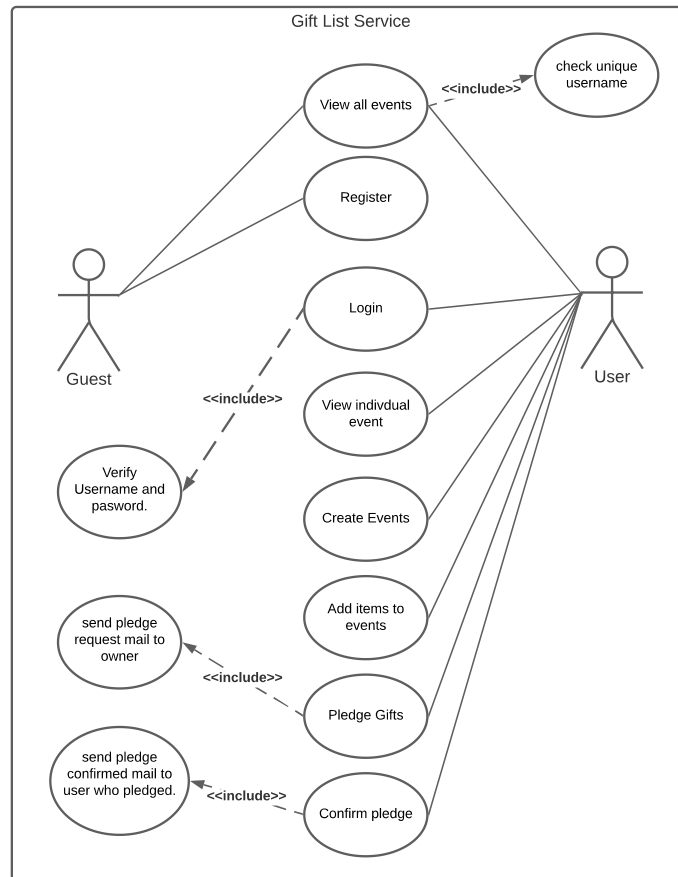 Gift List Service
check unique
username
View all events
<<include>>
Register
Login
Guest
User
<<include>>
View indivdual
event
Verify
Username and
pasword.
Create Events
Add items to
events
send pledge
request mail to
owner
<<include>>
Pledge Gifts
send pledge
confirmed mail to
user who pledged.
<<include>>
Confirm pledge